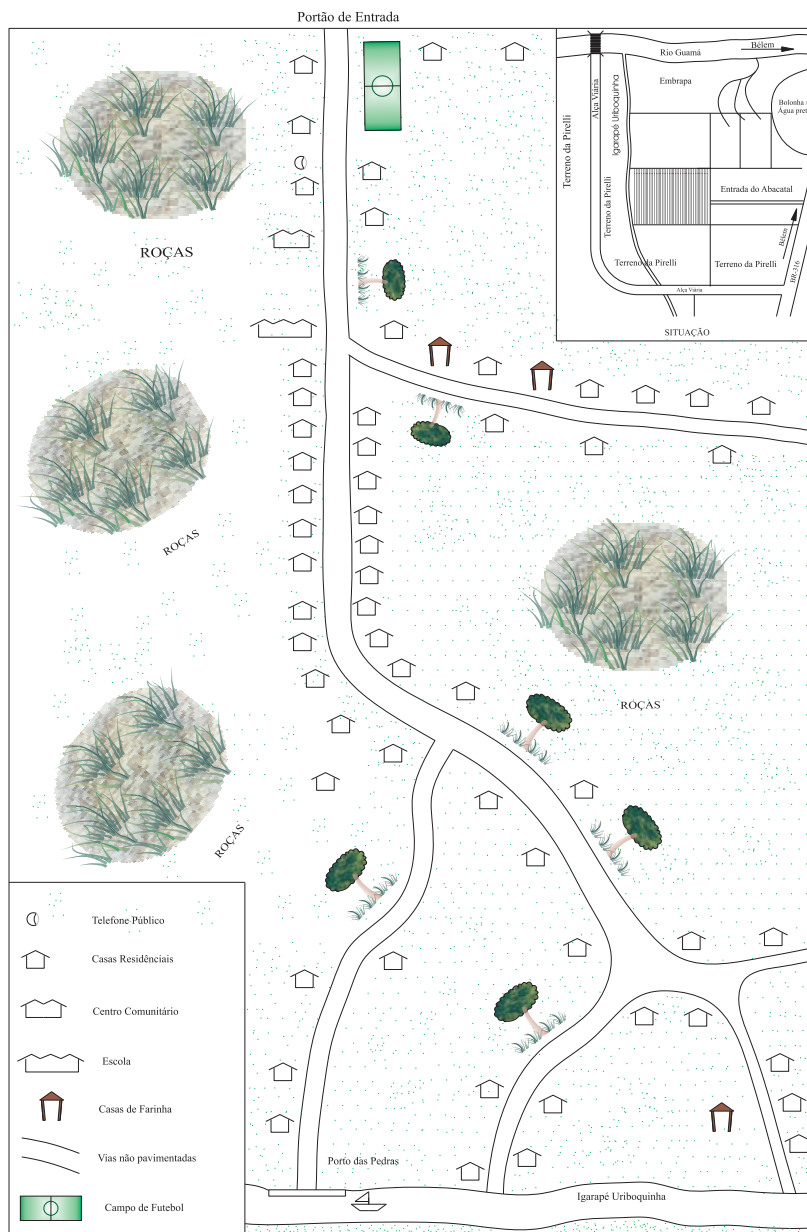 Portão de Entrada
Rio Guamá
Bélem
Embrapa
Bolonha
Água pret
Alça Viária
Igarapé Uriboquinha
Terreno da Pirelli
Terreno da Pirelli
Entrada do Abacatal
Bélem
BR-316
Terreno da Pirelli
Terreno da Pirelli
Alça Viária
SITUAÇÃO
ROÇAS
ROÇAS
ROÇAS
ROÇAS
Telefone Público
Casas Residênciais
Centro Comunitário
Escola
Casas de Farinha
Vias não pavimentadas
Campo de Futebol
Porto das Pedras
Igarapé Uriboquinha